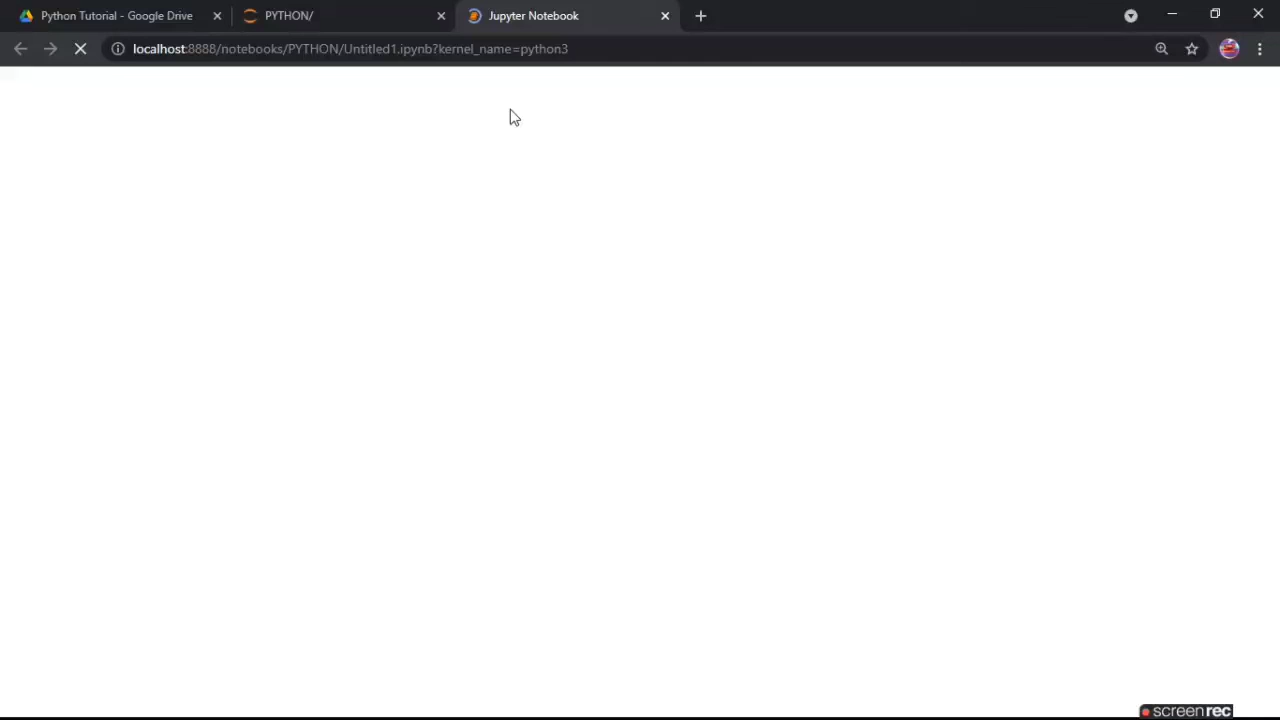 Python Tutorial - Google Drive
PYTHON/
Jupyter Notebook
localhost:8888/notebooks/PYTHON/Untitled1.ipynb?kernel_name=python3
screenrec